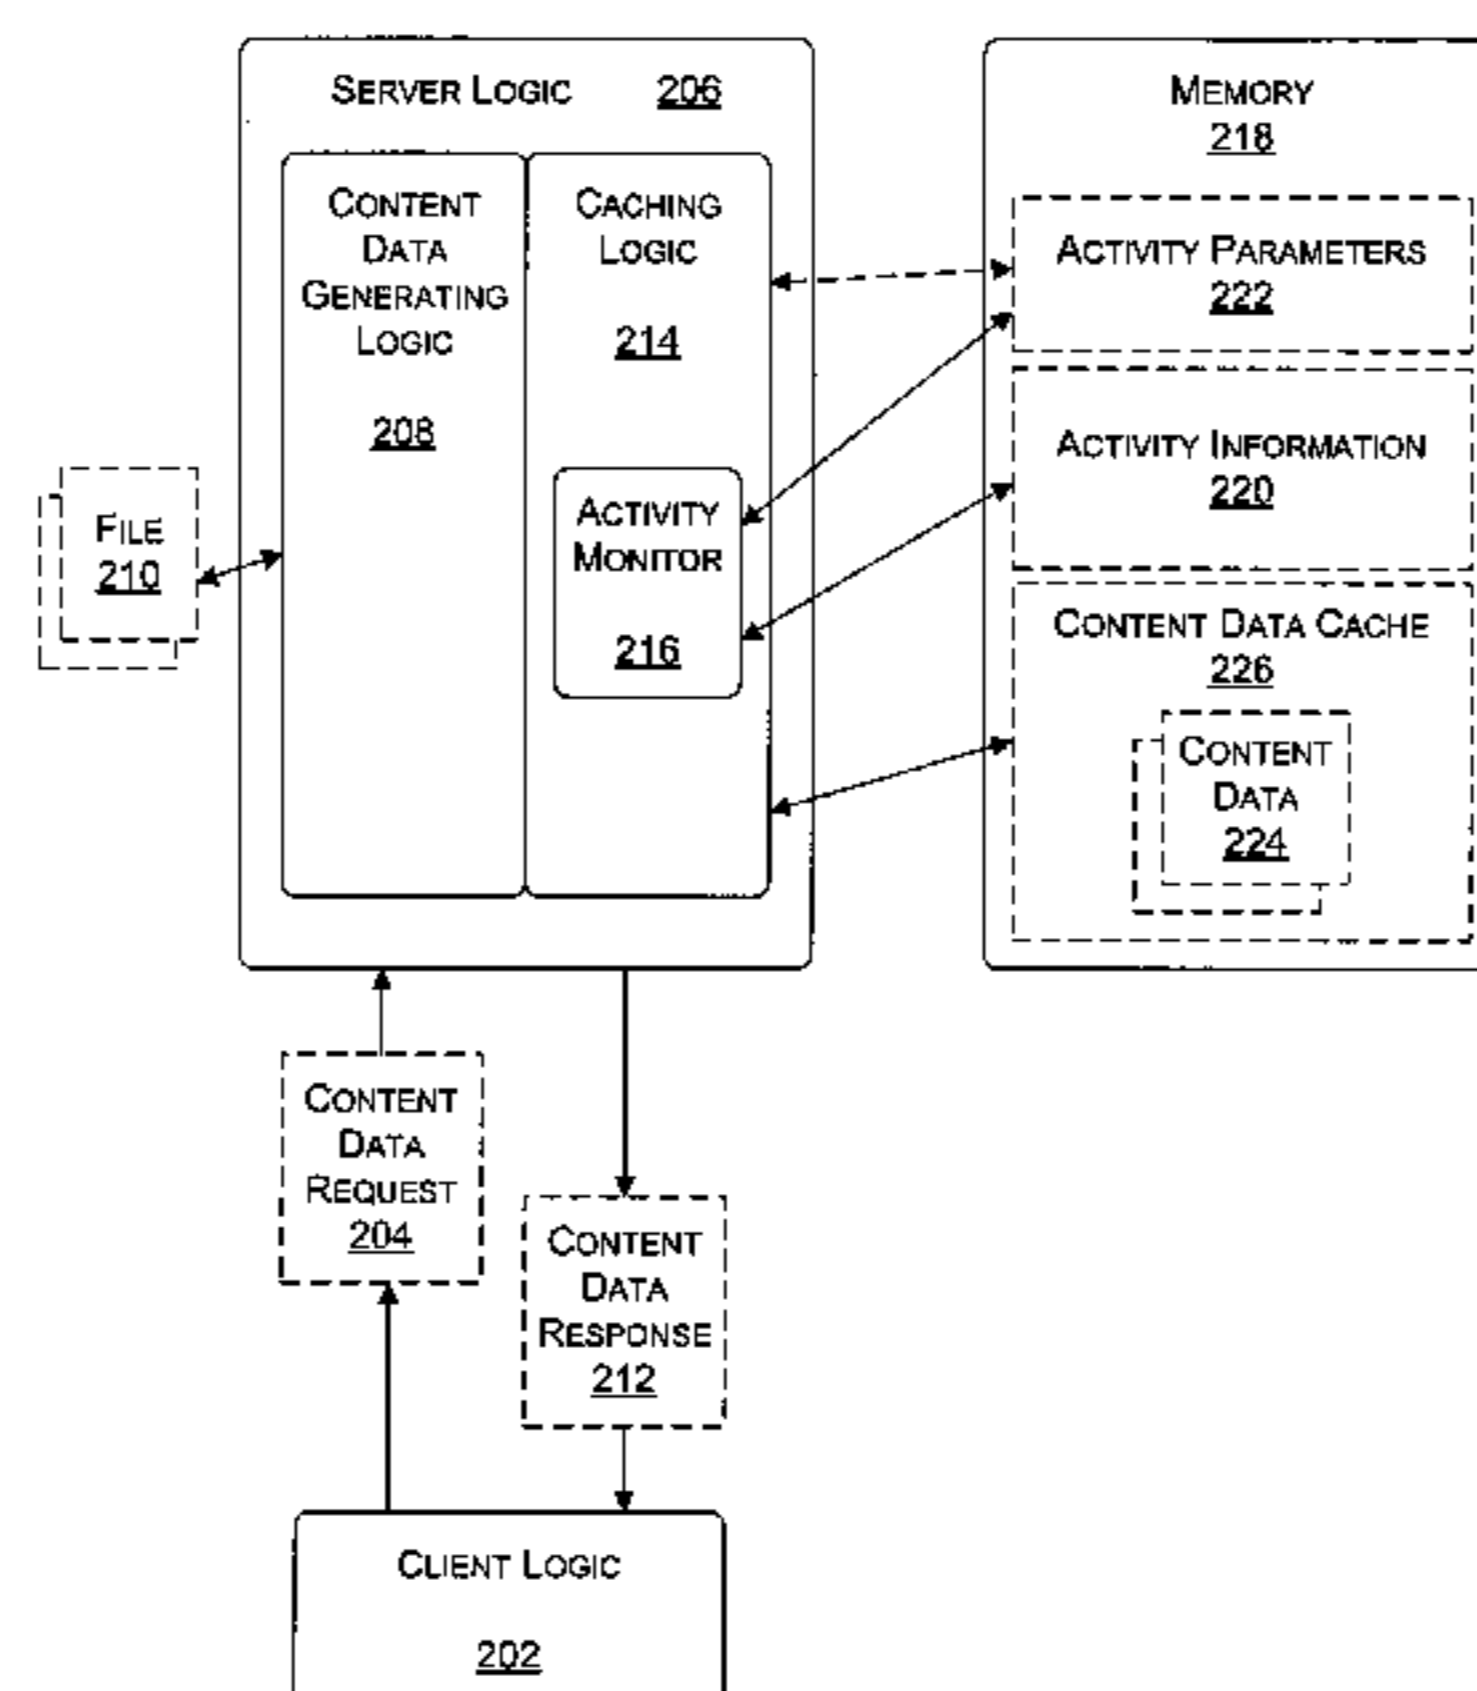 SERVER LOGIC 206
CONTENT
DATA
GENERATING
LOGIC
208
CACHING
LOGIC
214
ACTIVITY
MONITOR
216
FILE
210
MEMORY
218
ACTIVITY PARAMETERS
222
ACTIVITY INFORMATION
220
CONTENT DATA CACHE
226
CONTENT
DATA
224
CONTENT
DATA
REQUEST
204
CONTENT
DATA
RESPONSE
212
CLIENT LOGIC
202